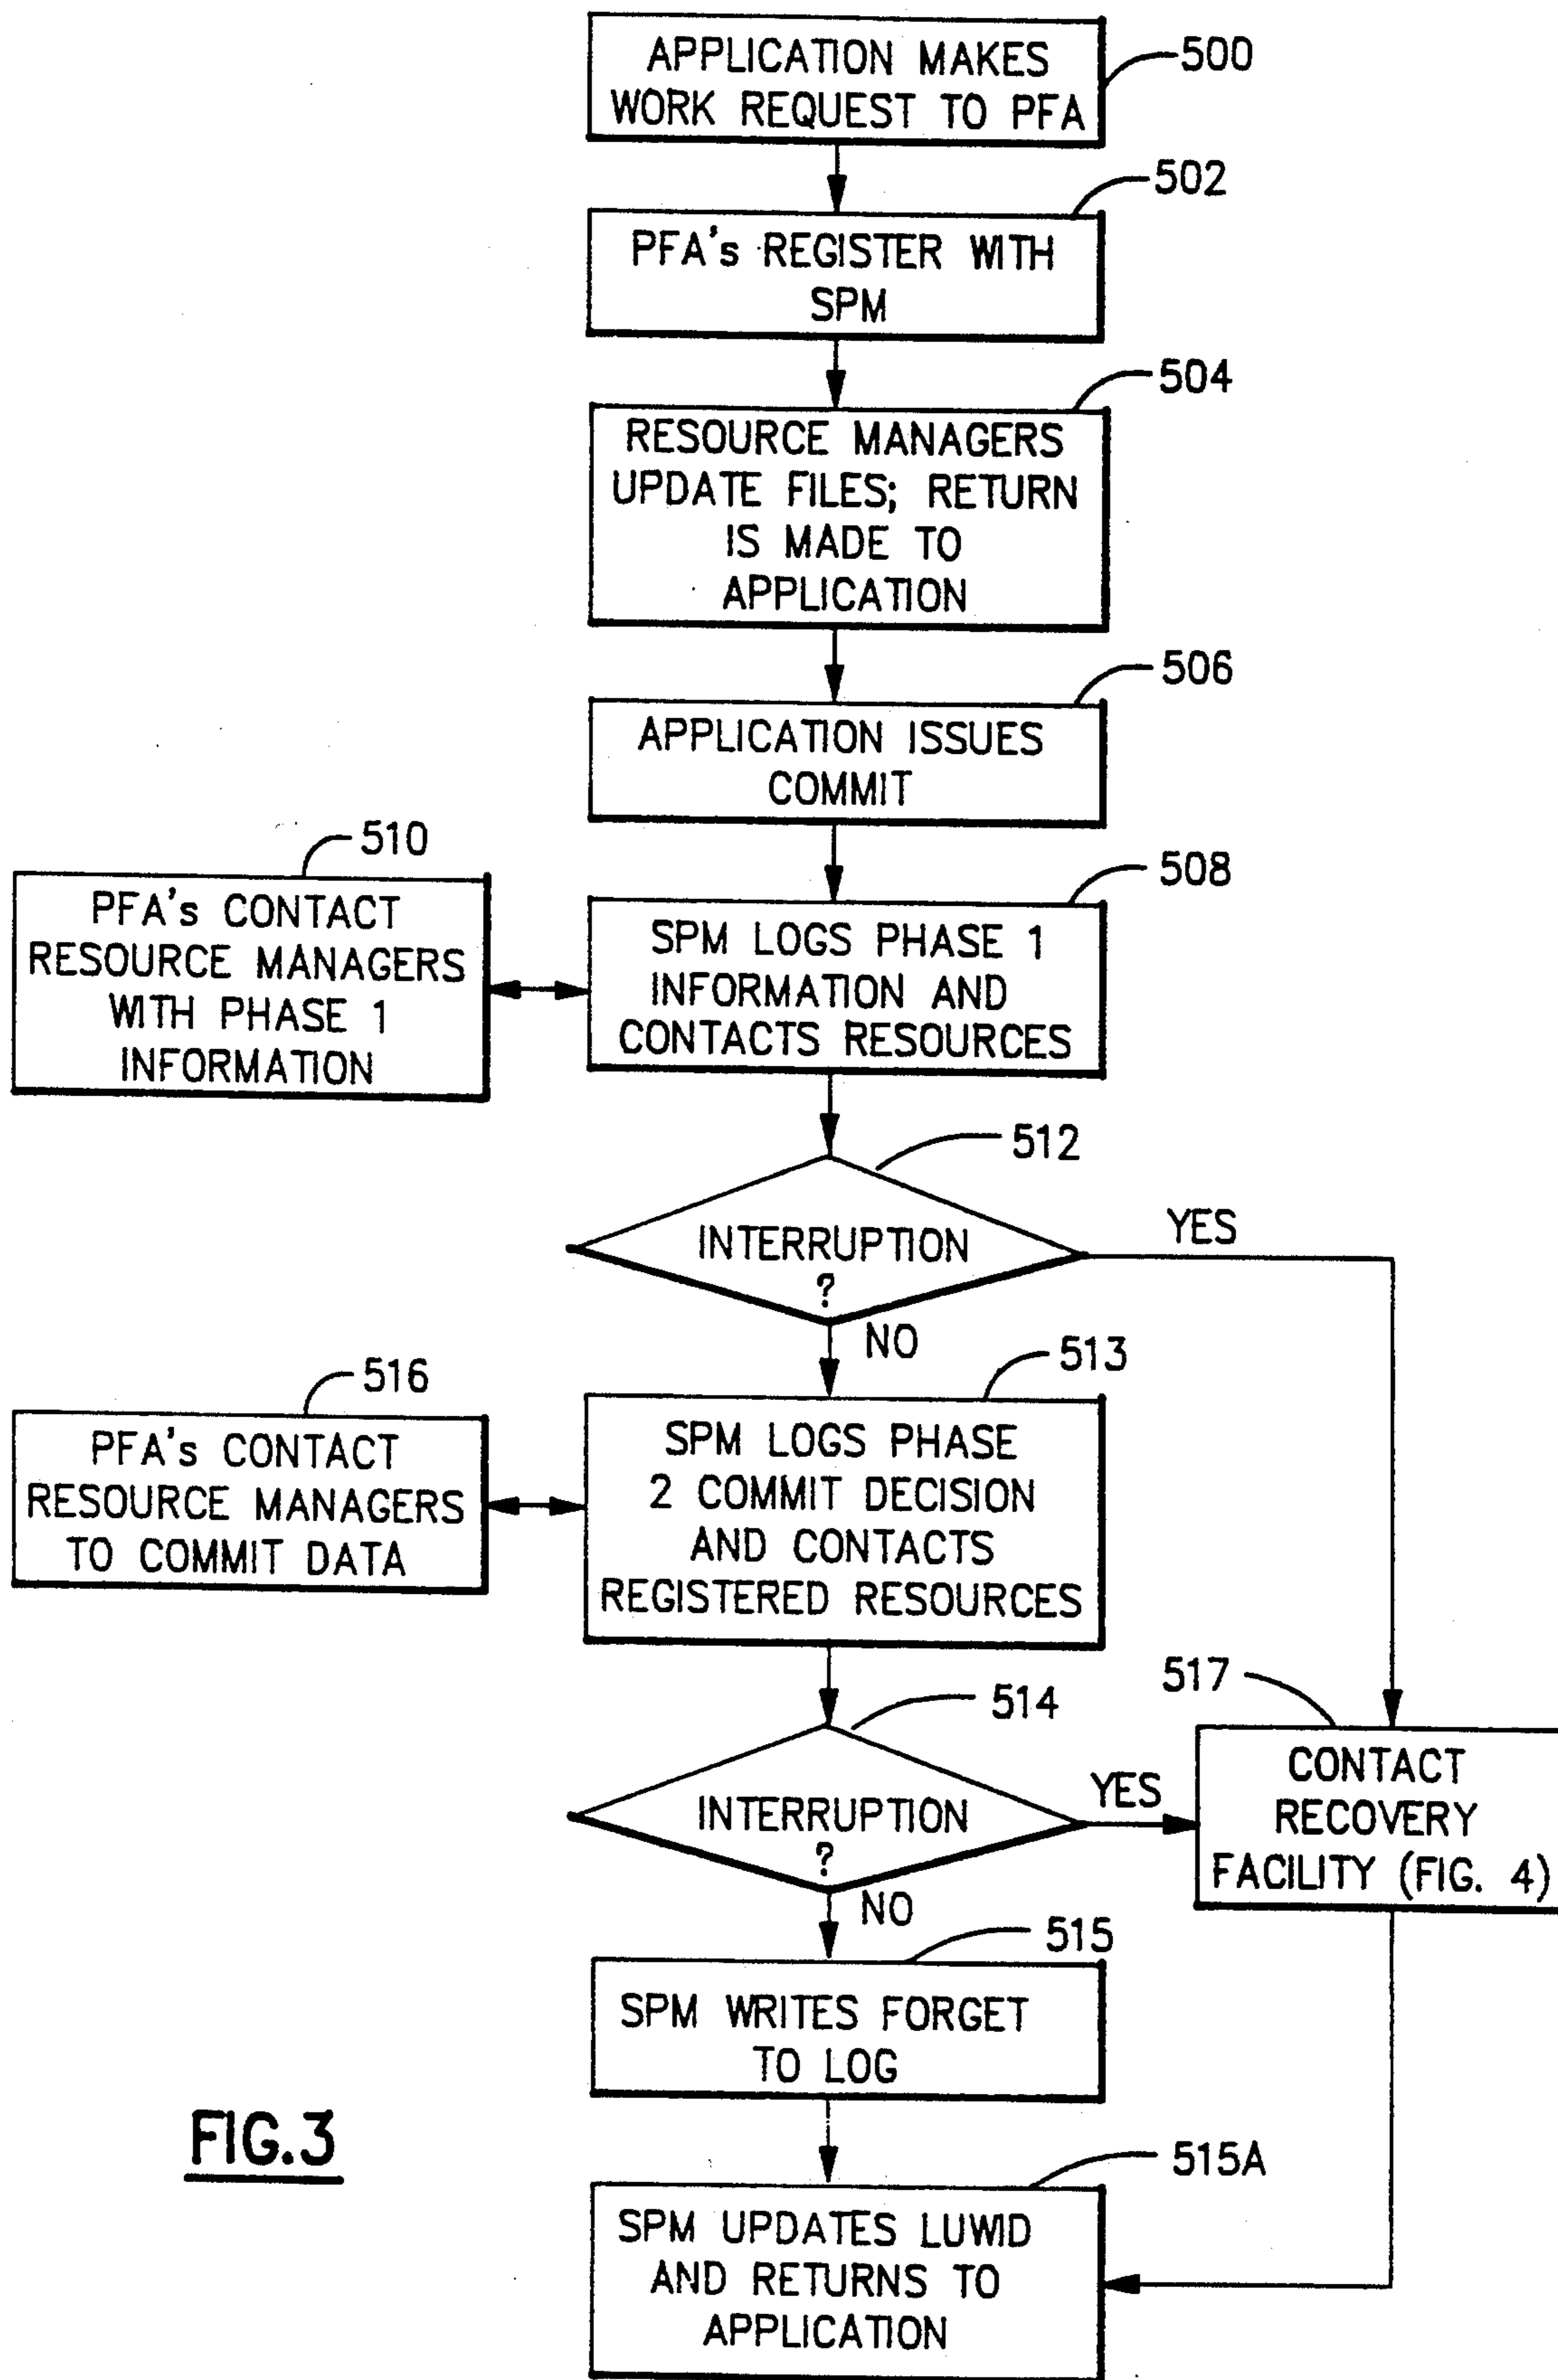 500
APPLICATION MAKES
WORK REQUEST TO PFA
502
PFA's REGISTER WITH
SPM
504
RESOURCE MANAGERS
UPDATE FILES; RETURN
IS MADE TO
APPLICATION
506
APPLICATION ISSUES
COMMIT
510
PFA's CONTACT
RESOURCE MANAGERS
WITH PHASE 1
INFORMATION
508
SPM LOGS PHASE 1
INFORMATION AND
CONTACTS RESOURCES
512
INTERRUPTION
?
YES
NO
516
PFA's CONTACT
RESOURCE MANAGERS
TO COMMIT DATA
513
SPM LOGS PHASE
2 COMMIT DECISION
AND CONTACTS
REGISTERED RESOURCES
514
INTERRUPTION
?
YES
NO
517
CONTACT
RECOVERY
FACILITY (FIG. 4)
515
SPM WRITES FORGET
TO LOG
515A
SPM UPDATES LUWID
AND RETURNS TO
APPLICATION
FIG.3